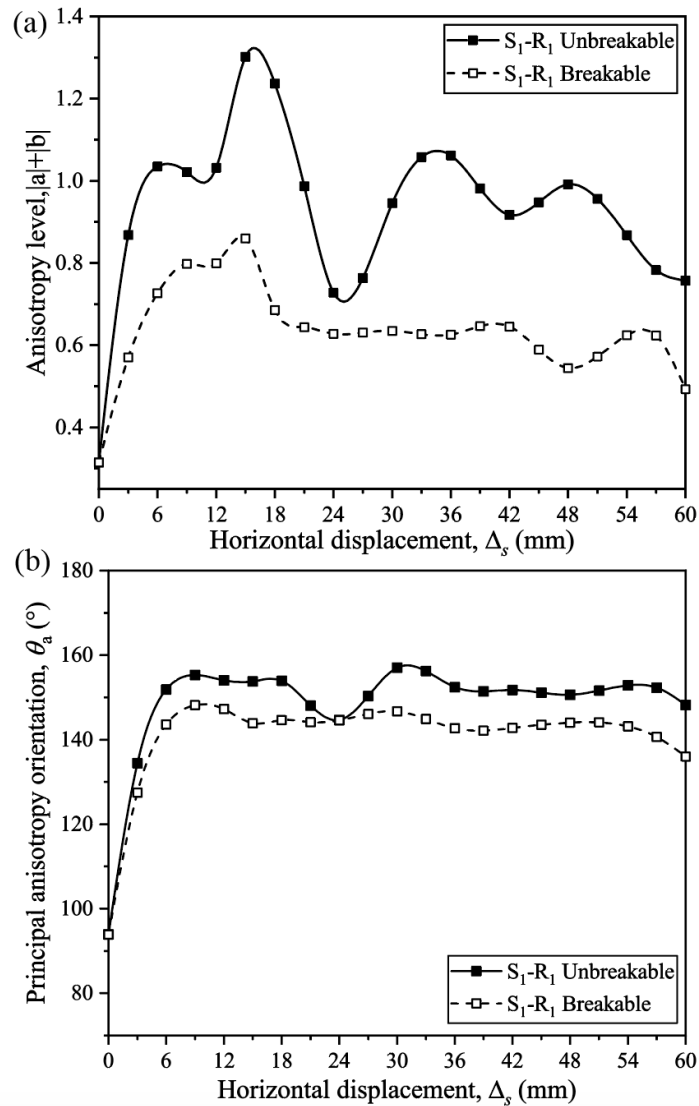 (a)
1.4
1.2
1.0
0.8
0.6
0.4
Anisotropy level,|a|+|b|
S₁-R₁ Unbreakable
S₁-R₁ Breakable
0 6 12 18 24 30 36 42 48 54 60
Horizontal displacement, Δₛ (mm)
(b)
180
160
140
120
100
80
Principal anisotropy orientation, θₐ (°)
S₁-R₁ Unbreakable
S₁-R₁ Breakable
0 6 12 18 24 30 36 42 48 54 60
Horizontal displacement, Δₛ (mm)